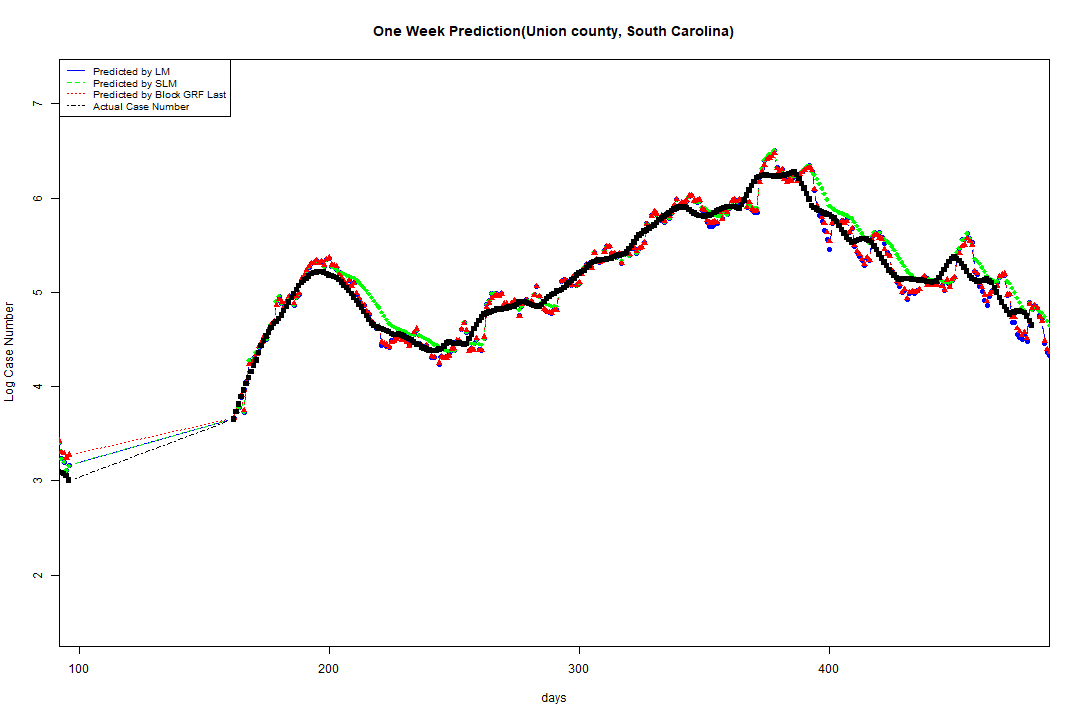 One Week Prediction(Union county, South Carolina)
Predicted by LM
Predicted by SLM
Predicted by Block GRF Last
Actual Case Number
7
6
5
4
3
2
Log Case Number
100 200 300 400
days